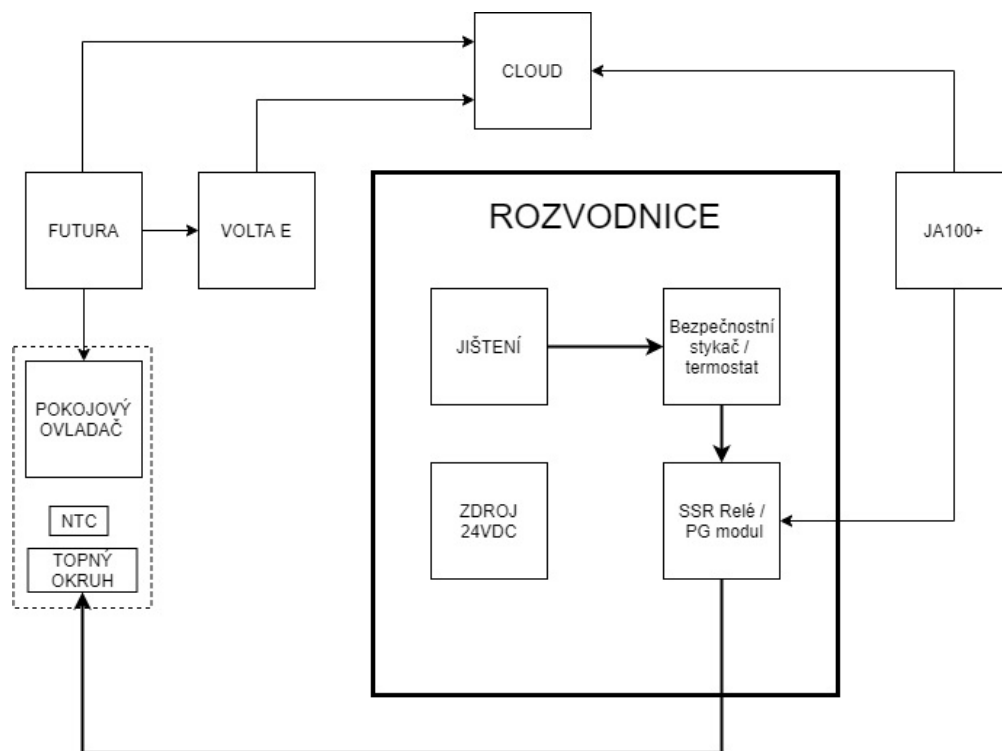 CLOUD
FUTURA
VOLTA E
ROZVODNICE
JA100+
JIŠTENÍ
Bezpečnostní
stykač /
termostat
POKOJOVÝ
OVLADAČ
ZDROJ
24VDC
SSR Relé /
PG modul
NTC
TOPNÝ
OKRUH